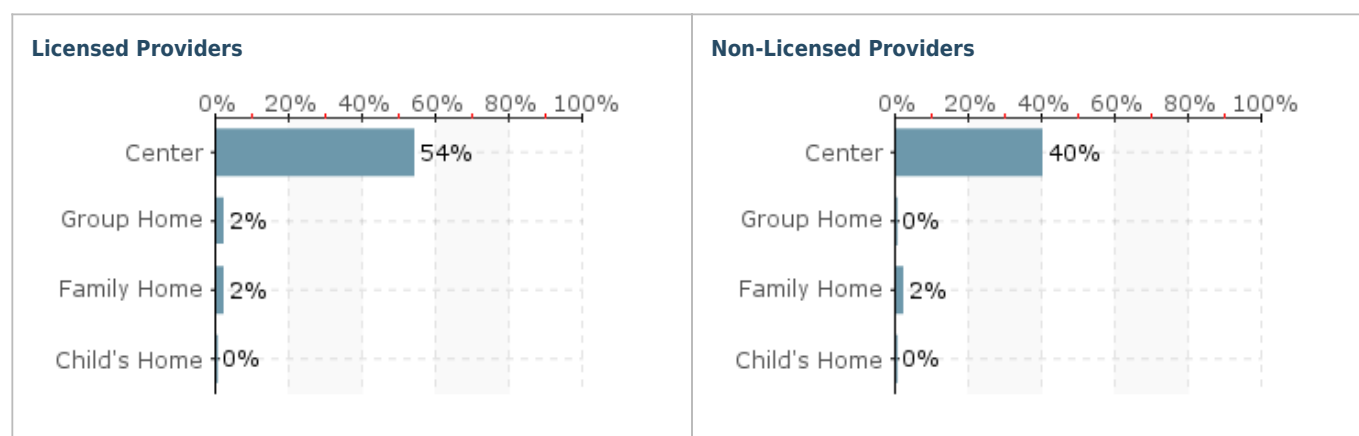 Licensed Providers
0% 20% 40% 60% 80% 100%
Center 54%
Group Home 2%
Family Home 2%
Child's Home 0%
Non-Licensed Providers
0% 20% 40% 60% 80% 100%
Center 40%
Group Home 0%
Family Home 2%
Child's Home 0%